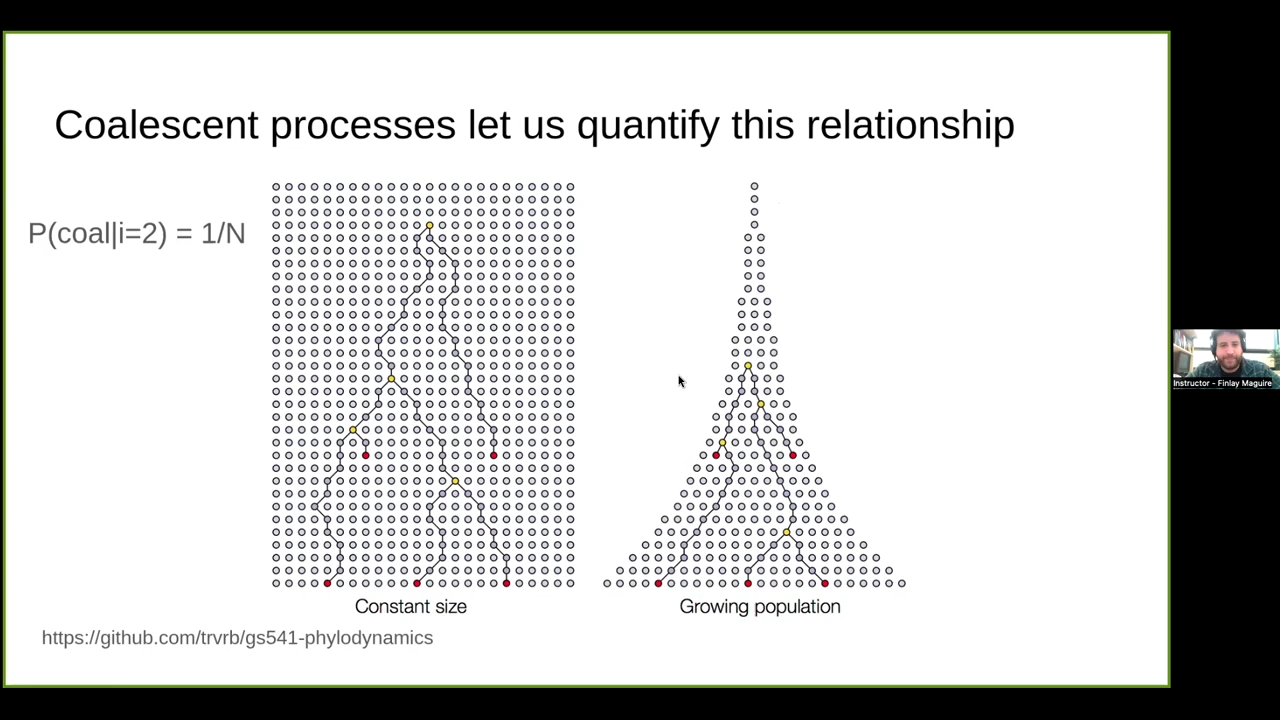 Coalescent processes let us quantify this relationship
P(coal|i=2) = 1/N
Constant size
Growing population
https://github.com/trvrb/gs541-phylodynamics
Instructor - Finlay Maguire